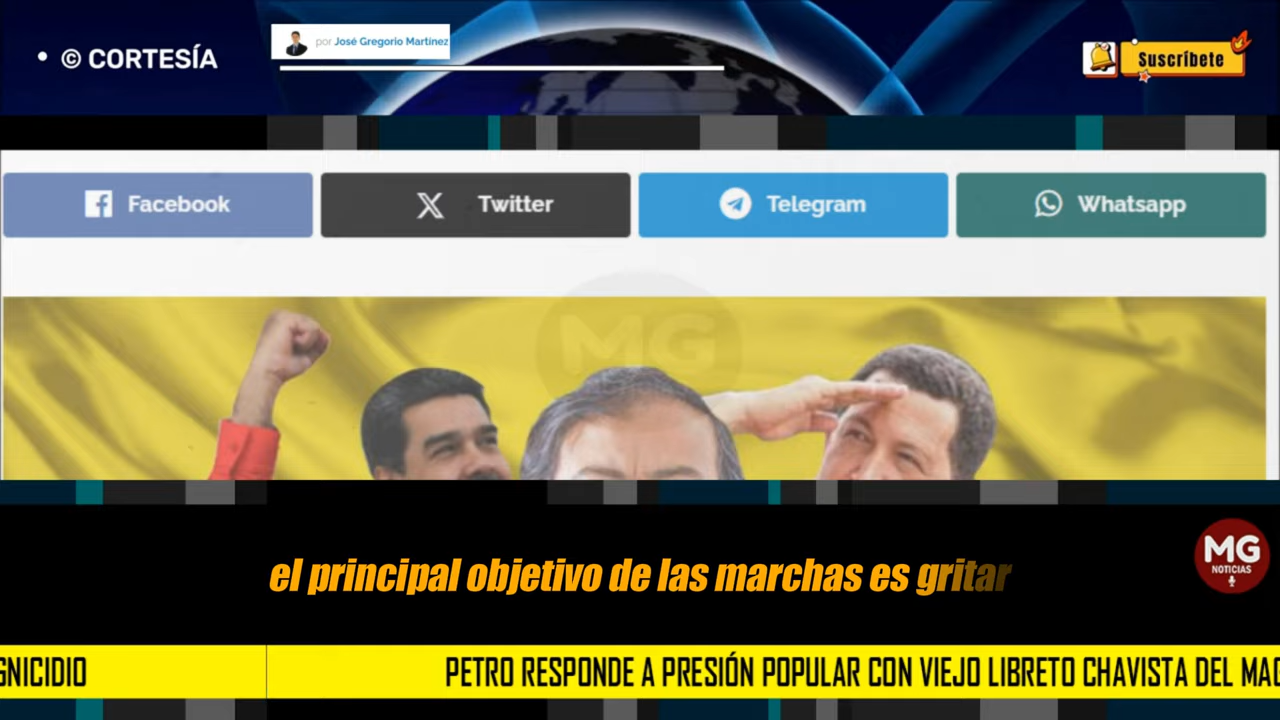 • © CORTESÍA
por José Gregorio Martínez
Suscríbete
Facebook
Twitter
Telegram
Whatsapp
MG
el principal objetivo de las marchas es gritar
MG
NOTICIAS
GNICIDIO
PETRO RESPONDE A PRESIÓN POPULAR CON VIEJO LIBRETO CHAVISTA DEL MAG